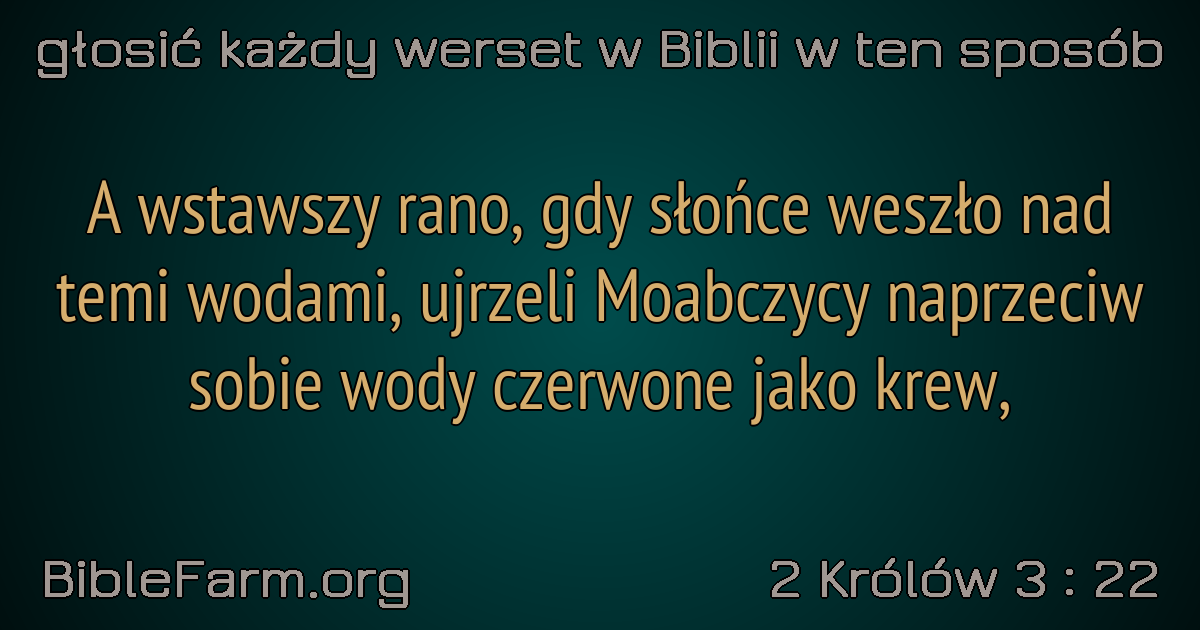 głosić każdy werset w Biblii w ten sposób
A wstawszy rano, gdy słońce weszło nad
temi wodami, ujrzeli Moabczycy naprzeciw
sobie wody czerwone jako krew,
BibleFarm.org
2 Królów 3 : 22